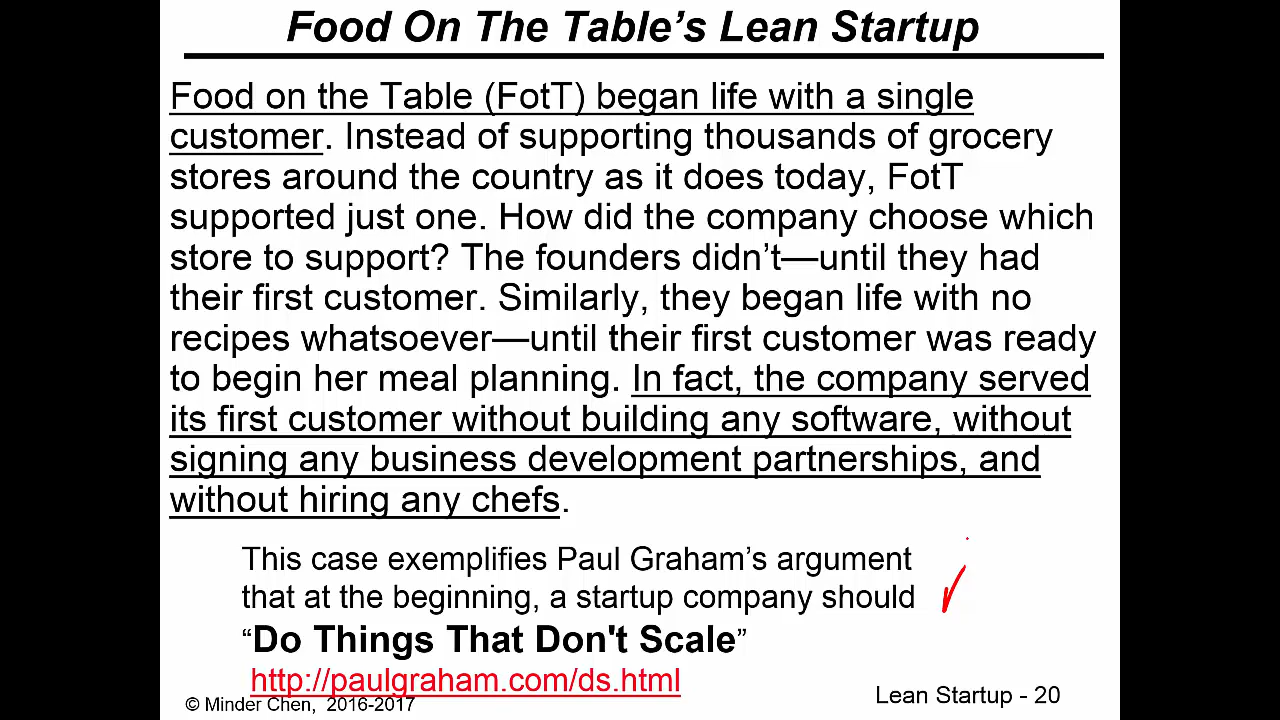 Food On The Table’s Lean Startup
Food on the Table (FotT) began life with a single
customer. Instead of supporting thousands of grocery
stores around the country as it does today, FotT
supported just one. How did the company choose which
store to support? The founders didn’t—until they had
their first customer. Similarly, they began life with no
recipes whatsoever—until their first customer was ready
to begin her meal planning. In fact, the company served
its first customer without building any software, without
signing any business development partnerships, and
without hiring any chefs.
This case exemplifies Paul Graham’s argument
that at the beginning, a startup company should
“Do Things That Don't Scale”
http://paulgraham.com/ds.html
© Minder Chen, 2016-2017
Lean Startup - 20